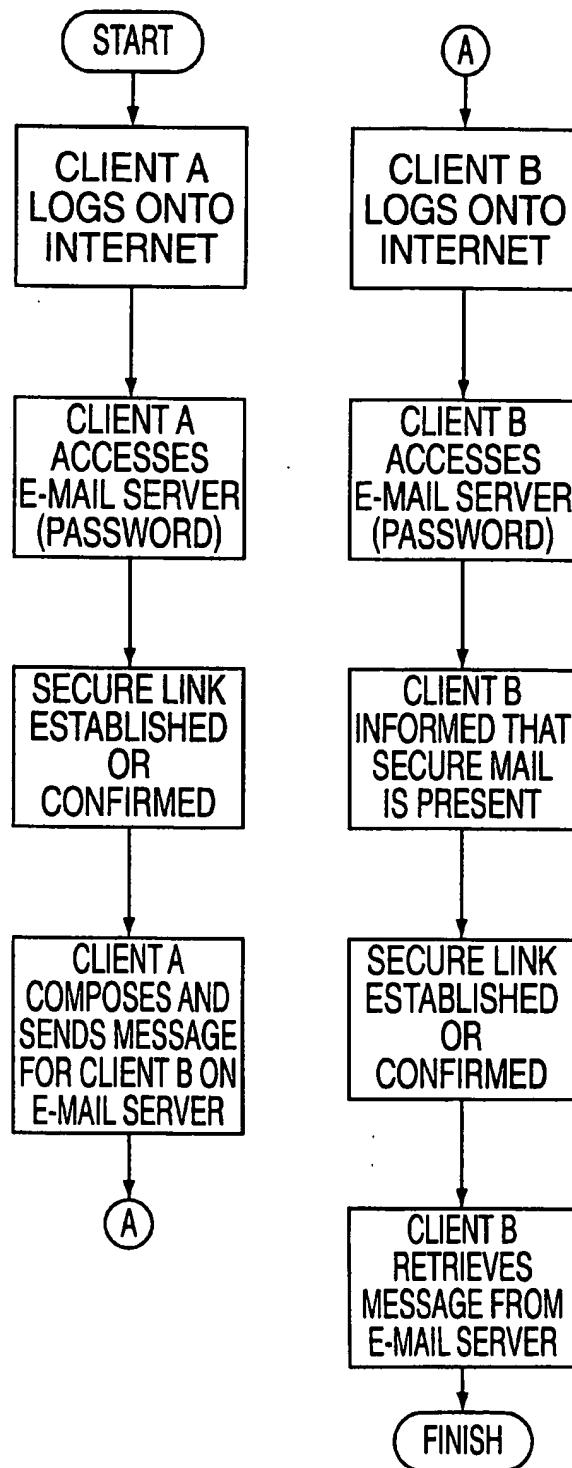 START
CLIENT A
LOGS ONTO
INTERNET
CLIENT A
ACCESSES
E-MAIL SERVER
(PASSWORD)
SECURE LINK
ESTABLISHED
OR
CONFIRMED
CLIENT A
COMPOSES AND
SENDS MESSAGE
FOR CLIENT B ON
E-MAIL SERVER
A
A
CLIENT B
LOGS ONTO
INTERNET
CLIENT B
ACCESSES
E-MAIL SERVER
(PASSWORD)
CLIENT B
INFORMED THAT
SECURE MAIL
IS PRESENT
SECURE LINK
ESTABLISHED
OR
CONFIRMED
CLIENT B
RETRIEVES
MESSAGE FROM
E-MAIL SERVER
FINISH